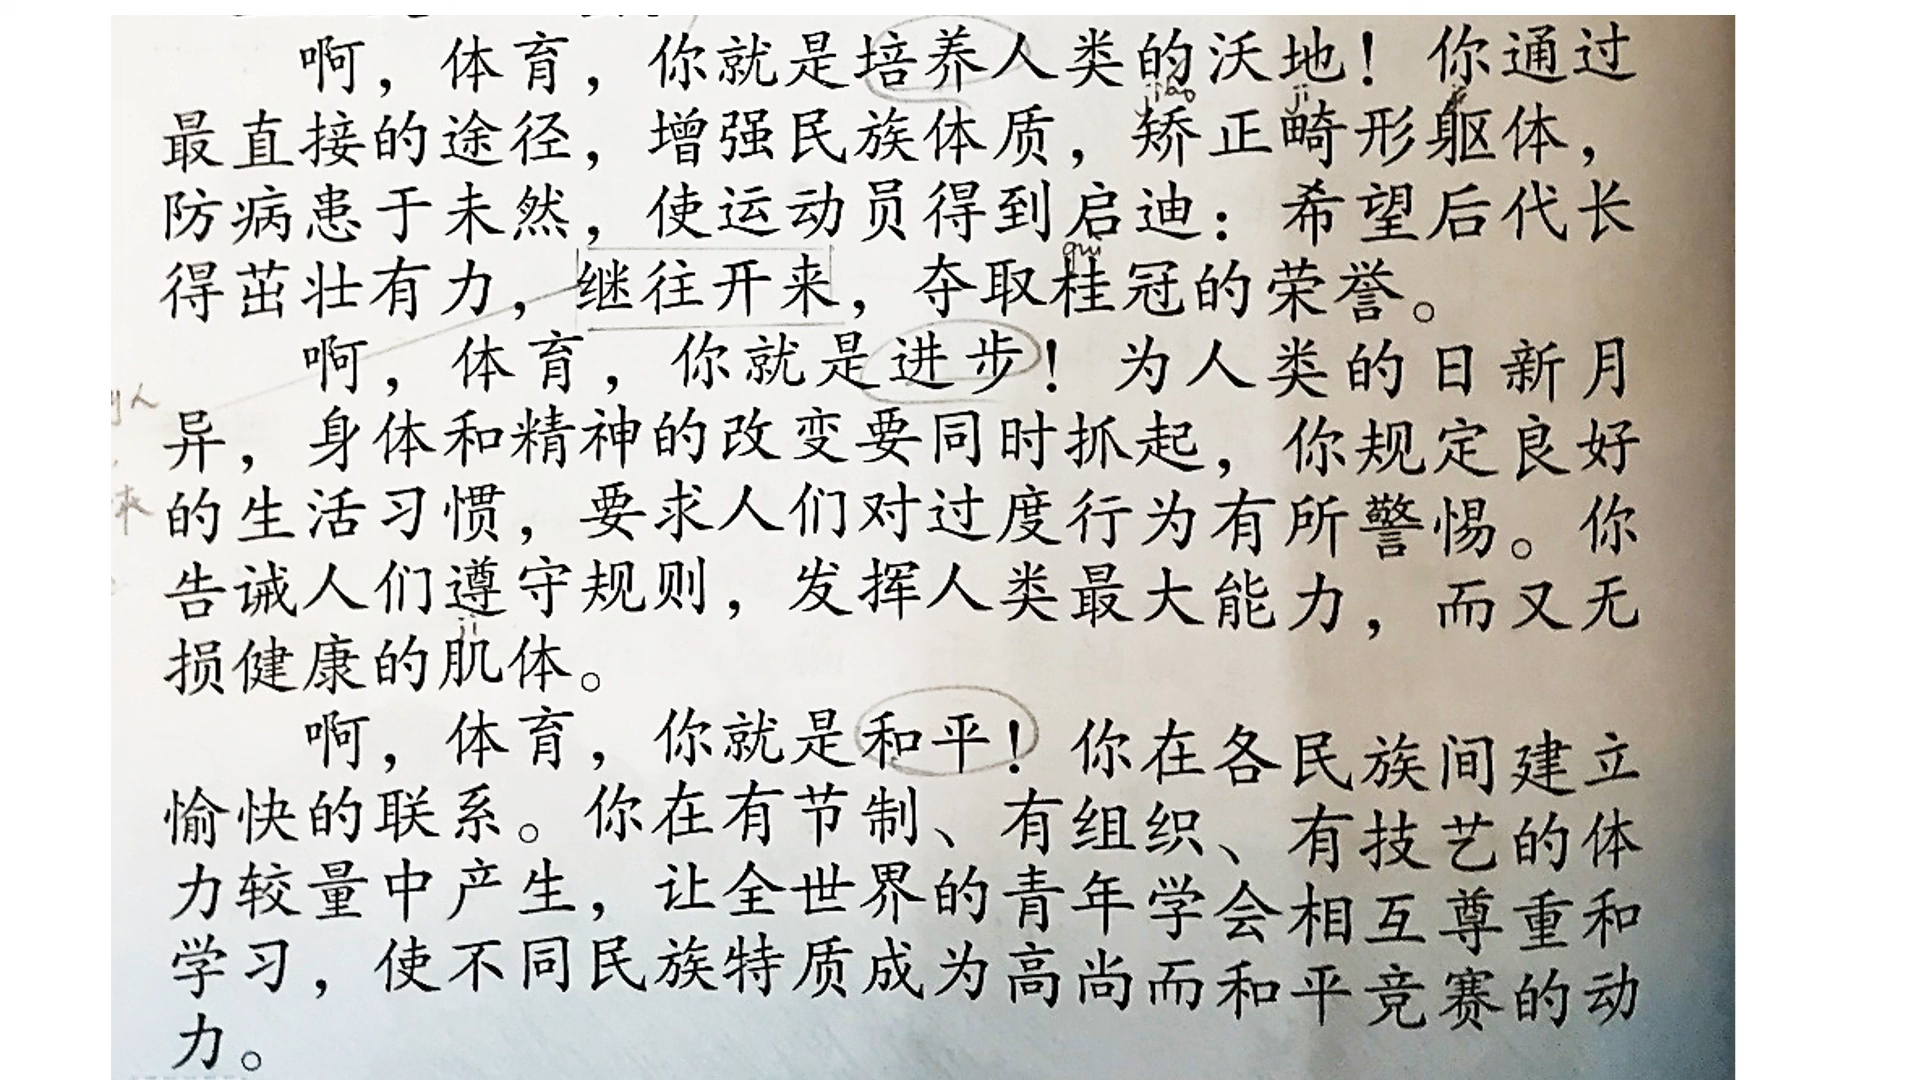 啊，体育，你就是培养人类的沃地！你通过
jiǎo jī
最直接的途径，增强民族体质，矫正畸形躯体，
防病患于未然，使运动员得到启迪：希望后代长
guì
得茁壮有力，继往开来，夺取桂冠的荣誉。
啊，体育，你就是进步！为人类的日新月
异，身体和精神的改变要同时抓起，你规定良好
的生活习惯，要求人们对过度行为有所警惕。你
告诫人们遵守规则，发挥人类最大能力，而又无
jī
损健康的肌体。
啊，体育，你就是和平！你在各民族间建立
愉快的联系。你在有节制、有组织、有技艺的体
力较量中产生，让全世界的青年学会相互尊重和
学习，使不同民族特质成为高尚而和平竞赛的动
力。